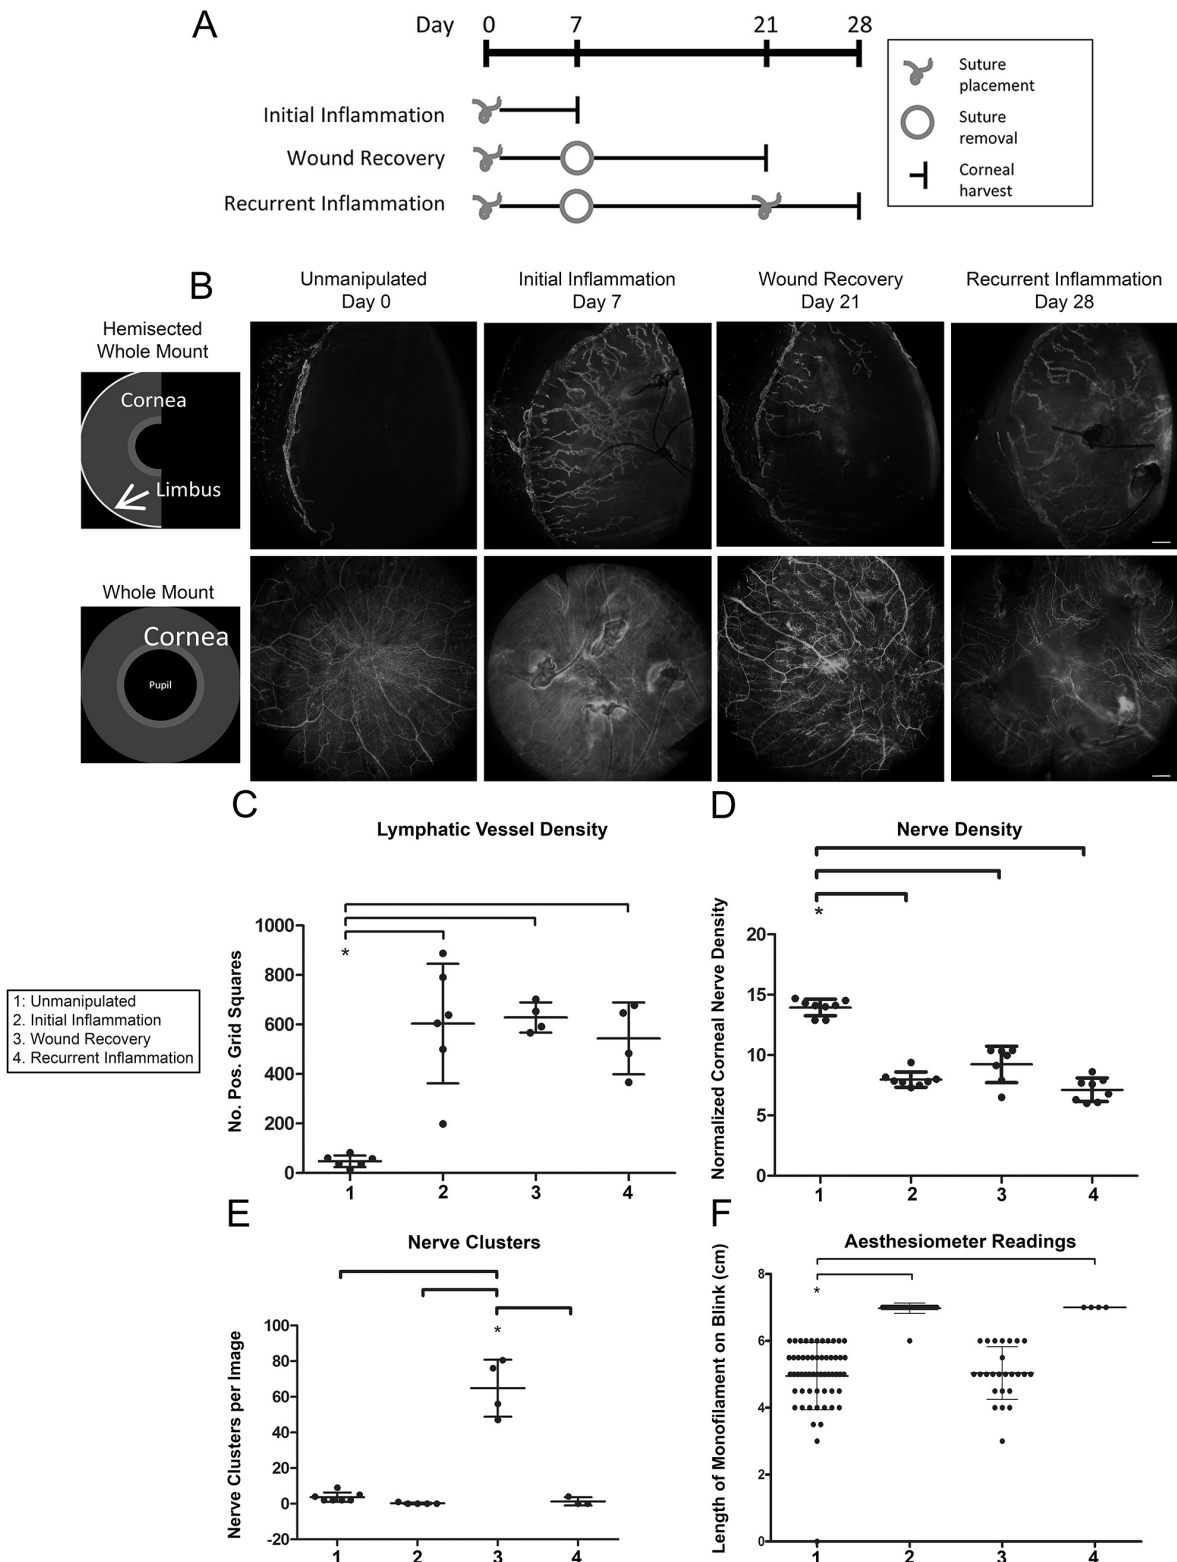 A
Day 0 7 21 28
Initial Inflammation
Wound Recovery
Recurrent Inflammation
Suture
placement
Suture
removal
Corneal
harvest
B
Unmanipulated
Day 0
Initial Inflammation
Day 7
Wound Recovery
Day 21
Recurrent Inflammation
Day 28
Hemisected
Whole Mount
Cornea
Limbus
Whole Mount
Cornea
Pupil
1: Unmanipulated
2. Initial Inflammation
3. Wound Recovery
4. Recurrent Inflammation
C
Lymphatic Vessel Density
No. Pos. Grid Squares
1000
800
600
400
200
0
*
1 2 3 4
D
Nerve Density
Normalized Corneal Nerve Density
20
15
10
5
0
*
1 2 3 4
E
Nerve Clusters
Nerve Clusters per Image
100
80
60
40
20
0
-20
*
1 2 3 4
F
Aesthesiometer Readings
Length of Monofilament on Blink (cm)
8
6
4
2
0
*
1 2 3 4